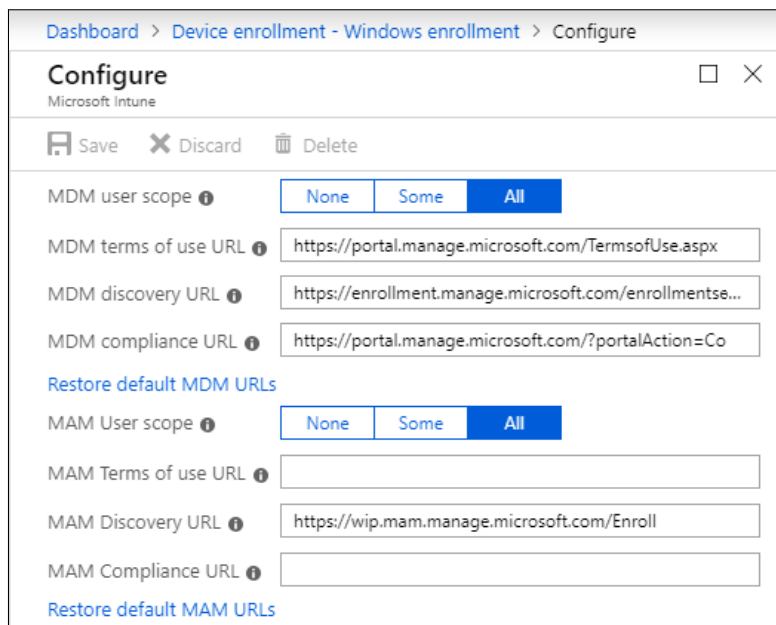 Dashboard > Device enrollment - Windows enrollment > Configure
Configure
Microsoft Intune
Save Discard Delete
MDM user scope None Some All
MDM terms of use URL https://portal.manage.microsoft.com/TermsofUse.aspx
MDM discovery URL https://enrollment.manage.microsoft.com/enrollmentse...
MDM compliance URL https://portal.manage.microsoft.com/?portalAction=Co
Restore default MDM URLs
MAM User scope None Some All
MAM Terms of use URL
MAM Discovery URL https://wip.mam.manage.microsoft.com/Enroll
MAM Compliance URL
Restore default MAM URLs